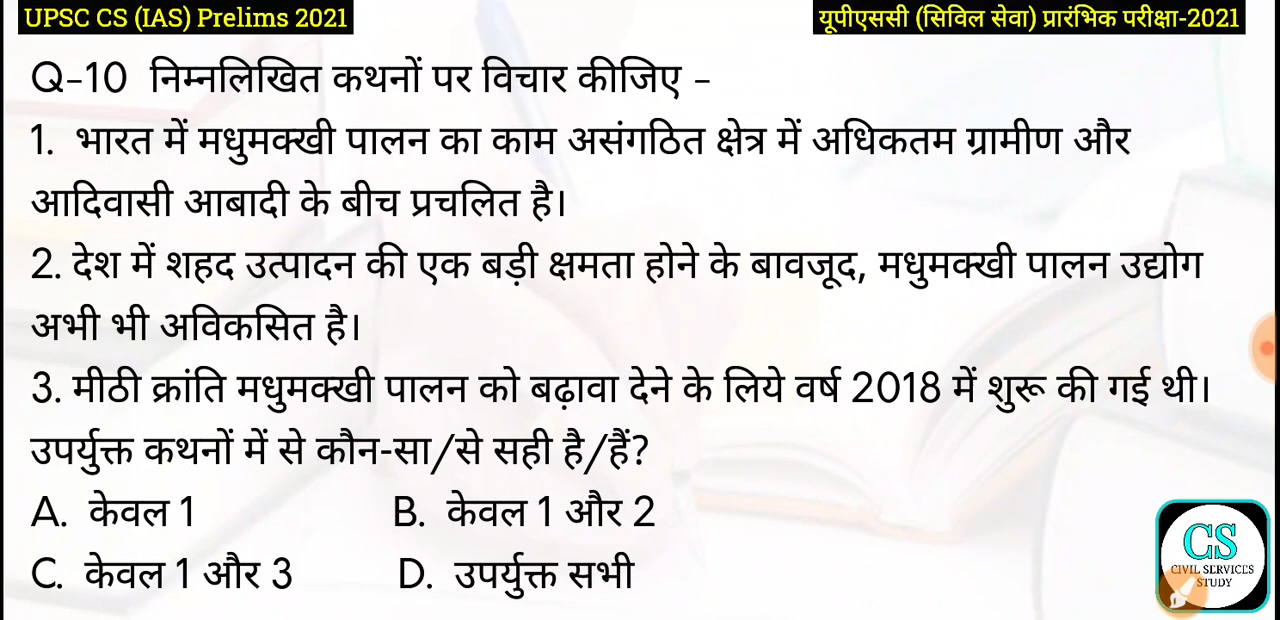 UPSC CS (IAS) Prelims 2021
यूपीएससी (सिविल सेवा) प्रारंभिक परीक्षा-2021
Q-10 निम्नलिखित कथनों पर विचार कीजिए -
1. भारत में मधुमक्खी पालन का काम असंगठित क्षेत्र में अधिकतम ग्रामीण और
आदिवासी आबादी के बीच प्रचलित है।
2. देश में शहद उत्पादन की एक बड़ी क्षमता होने के बावजूद, मधुमक्खी पालन उद्योग
अभी भी अविकसित है।
3. मीठी क्रांति मधुमक्खी पालन को बढ़ावा देने के लिये वर्ष 2018 में शुरू की गई थी।
उपर्युक्त कथनों में से कौन-सा/से सही है/हैं?
A. केवल 1 B. केवल 1 और 2
C. केवल 1 और 3 D. उपर्युक्त सभी
CS
CIVIL SERVICES
STUDY